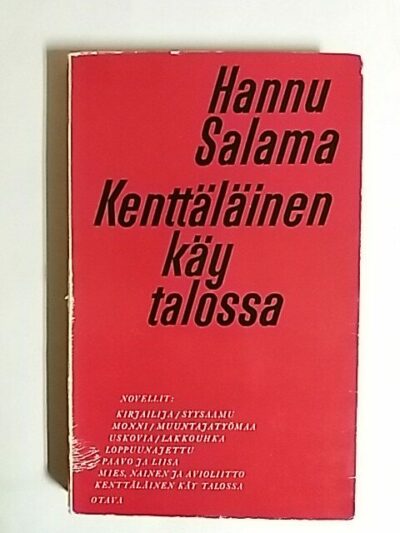 Hannu
Salama
Kenttäläinen
käy
talossa
NOVELLIT:
KIRJAILIJA/SYYSAAMU
MONNI/MUUNTAJATYÖMAA
USKOVIA/LAKKOUHKA
LOPPUUNAJETTU
PAAVO JA LIISA
MIES, NAINEN JA AVIOLIITTO
KENTTÄLÄINEN KÄY TALOSSA
OTAVA